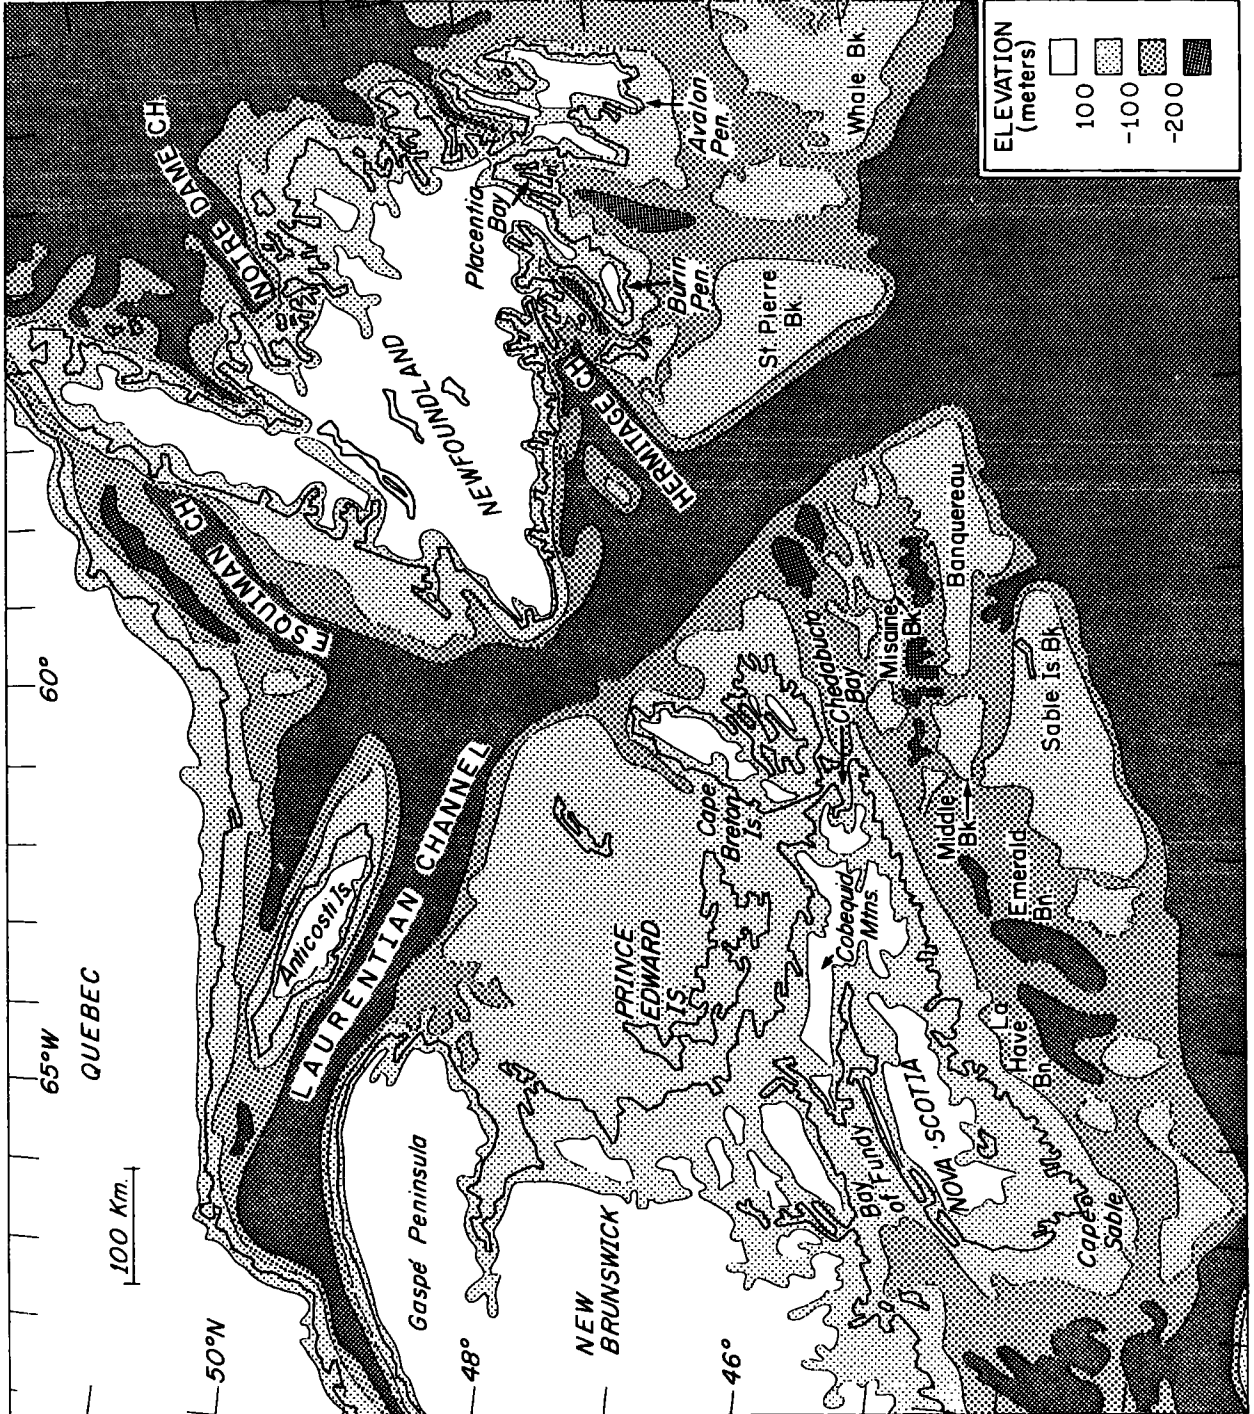 QUEBEC
65°W
60°
50°N
48°
46°
100 Km.
NOTRE DAME CH
ESQUIMAN CH
NEWFOUNDLAND
Placentia
Bay
Avalon
Pen.
Burin
Pen.
HERMITAGE CH
St. Pierre
Bk
Whale Bk
Anticosti Is.
LAURENTIAN CHANNEL
Gaspé Peninsula
NEW
BRUNSWICK
PRINCE
EDWARD
IS
Cape
Breton
Is.
Chedabucto
Bay
Cobequid
Mtns.
Misaine
Bk
Banquereau
Sable Is Bk
Middle
Bk
Emerald
Bn
La
Have
Bn
Bay
of Fundy
NOVA SCOTIA
Cape
Sable
ELEVATION
(meters)
100
-100
-200